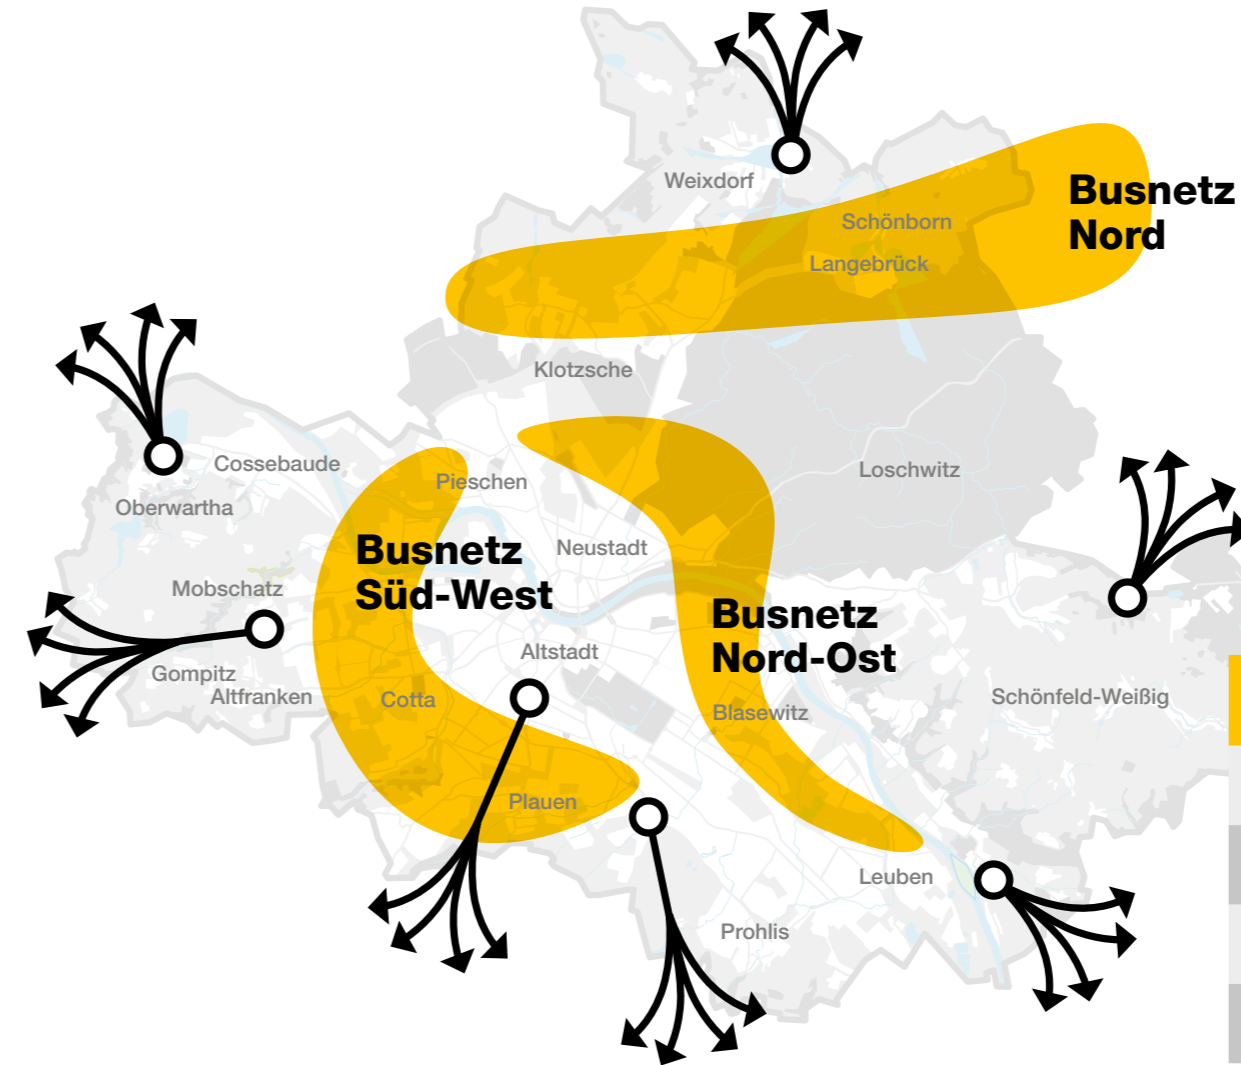 Weixdorf
Busnetz
Nord
Schönborn
Langebrück
Klotzsche
Cossebaude
Pieschen
Loschwitz
Oberwartha
Busnetz
Süd-West
Neustadt
Mobschatz
Busnetz
Nord-Ost
Altstadt
Gompitz
Altfranken
Cotta
Schönfeld-Weißig
Blasewitz
Plauen
Leuben
Prohlis